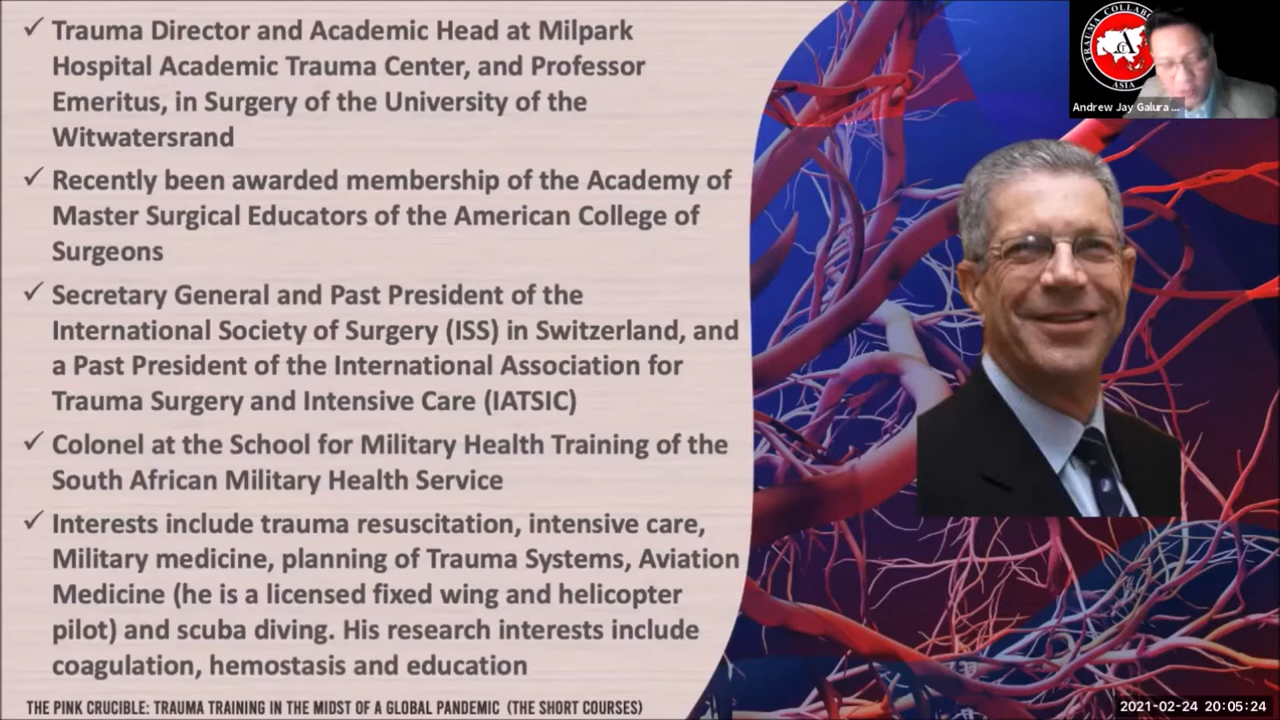 ✓ Trauma Director and Academic Head at Milpark
Hospital Academic Trauma Center, and Professor
Emeritus, in Surgery of the University of the
Witwatersrand
✓ Recently been awarded membership of the Academy of
Master Surgical Educators of the American College of
Surgeons
✓ Secretary General and Past President of the
International Society of Surgery (ISS) in Switzerland, and
a Past President of the International Association for
Trauma Surgery and Intensive Care (IATSIC)
✓ Colonel at the School for Military Health Training of the
South African Military Health Service
✓ Interests include trauma resuscitation, intensive care,
Military medicine, planning of Trauma Systems, Aviation
Medicine (he is a licensed fixed wing and helicopter
pilot) and scuba diving. His research interests include
coagulation, hemostasis and education
THE PINK CRUCIBLE: TRAUMA TRAINING IN THE MIDST OF A GLOBAL PANDEMIC (THE SHORT COURSES)
TRAUMA
ASIA
Andrew Jay Galura ...
2021-02-24 20:05:24